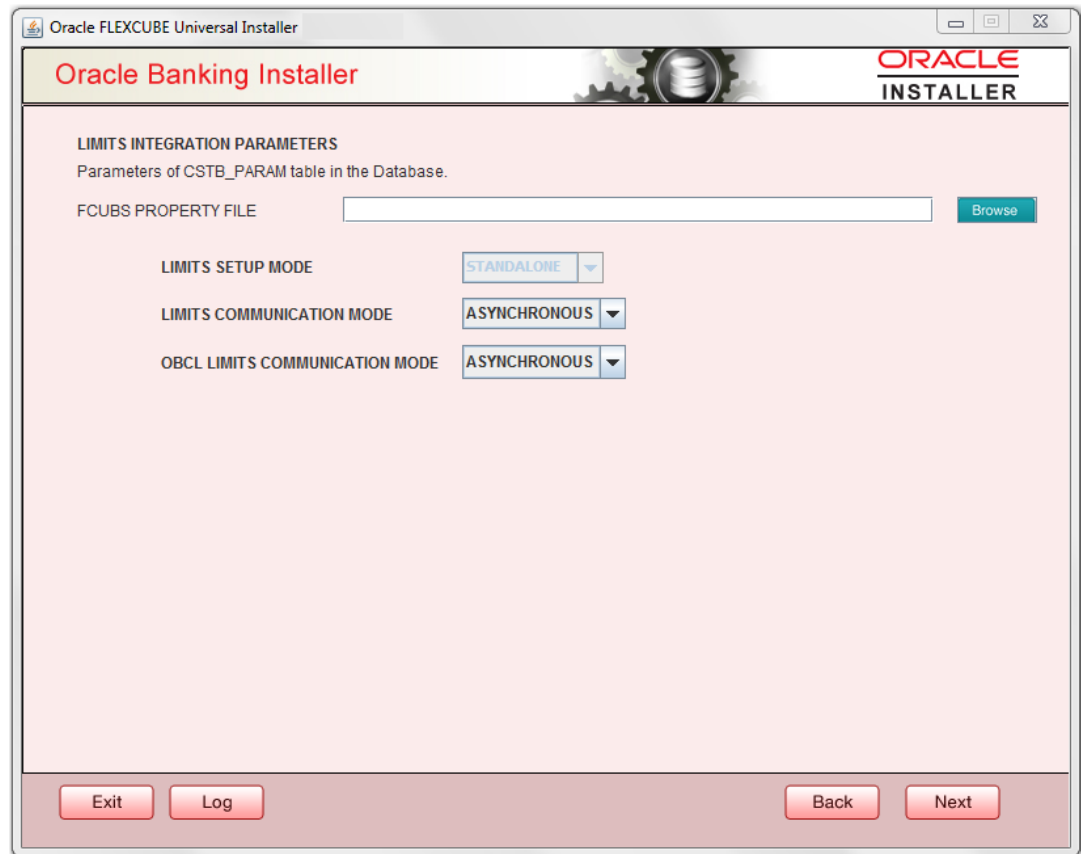 Oracle FLEXCUBE Universal Installer
Oracle Banking Installer
ORACLE
INSTALLER
LIMITS INTEGRATION PARAMETERS
Parameters of CSTB_PARAM table in the Database.
FCUBS PROPERTY FILE Browse
LIMITS SETUP MODE STANDALONE
LIMITS COMMUNICATION MODE ASYNCHRONOUS
OBCL LIMITS COMMUNICATION MODE ASYNCHRONOUS
Exit Log Back Next